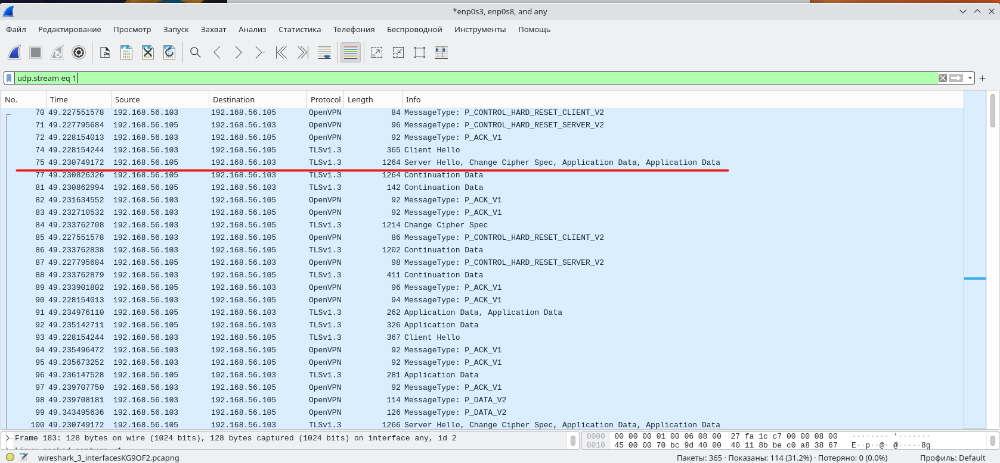 *enp0s3, enp0s8, and any
Файл Редактирование Просмотр Запуск Захват Анализ Статистика Телефония Беспроводной Инструменты Помощь
udp.stream eq 1
No. Time Source Destination Protocol Length Info
70 49.227551578 192.168.56.103 192.168.56.105 OpenVPN 84 MessageType: P_CONTROL_HARD_RESET_CLIENT_V2
71 49.227795684 192.168.56.105 192.168.56.103 OpenVPN 96 MessageType: P_CONTROL_HARD_RESET_SERVER_V2
72 49.228154013 192.168.56.103 192.168.56.105 OpenVPN 92 MessageType: P_ACK_V1
74 49.228154244 192.168.56.103 192.168.56.105 TLSv1.3 365 Client Hello
75 49.230749172 192.168.56.105 192.168.56.103 TLSv1.3 1264 Server Hello, Change Cipher Spec, Application Data, Application Data
77 49.230826326 192.168.56.105 192.168.56.103 TLSv1.3 1264 Continuation Data
81 49.230862994 192.168.56.105 192.168.56.103 TLSv1.3 142 Continuation Data
82 49.231634552 192.168.56.103 192.168.56.105 OpenVPN 92 MessageType: P_ACK_V1
83 49.232710532 192.168.56.103 192.168.56.105 OpenVPN 92 MessageType: P_ACK_V1
84 49.233762708 192.168.56.103 192.168.56.105 TLSv1.3 1214 Change Cipher Spec
85 49.227551578 192.168.56.103 192.168.56.105 OpenVPN 86 MessageType: P_CONTROL_HARD_RESET_CLIENT_V2
86 49.233762838 192.168.56.103 192.168.56.105 TLSv1.3 1202 Continuation Data
87 49.227795684 192.168.56.105 192.168.56.103 OpenVPN 98 MessageType: P_CONTROL_HARD_RESET_SERVER_V2
88 49.233762879 192.168.56.103 192.168.56.105 TLSv1.3 411 Continuation Data
89 49.233901802 192.168.56.105 192.168.56.103 OpenVPN 96 MessageType: P_ACK_V1
90 49.228154013 192.168.56.103 192.168.56.105 OpenVPN 94 MessageType: P_ACK_V1
91 49.234976110 192.168.56.105 192.168.56.103 TLSv1.3 262 Application Data, Application Data
92 49.235142711 192.168.56.105 192.168.56.103 TLSv1.3 326 Application Data
93 49.228154244 192.168.56.103 192.168.56.105 TLSv1.3 367 Client Hello
94 49.235496472 192.168.56.103 192.168.56.105 OpenVPN 92 MessageType: P_ACK_V1
95 49.235673252 192.168.56.103 192.168.56.105 OpenVPN 92 MessageType: P_ACK_V1
96 49.236147528 192.168.56.105 192.168.56.103 TLSv1.3 281 Application Data
97 49.239707750 192.168.56.103 192.168.56.105 OpenVPN 92 MessageType: P_ACK_V1
98 49.239708181 192.168.56.103 192.168.56.105 OpenVPN 114 MessageType: P_DATA_V2
99 49.343495636 192.168.56.103 192.168.56.105 OpenVPN 126 MessageType: P_DATA_V2
100 49.230749172 192.168.56.105 192.168.56.103 TLSv1.3 1266 Server Hello, Change Cipher Spec, Application Data, Application Data
Frame 183: 128 bytes on wire (1024 bits), 128 bytes captured (1024 bits) on interface any, id 2
0000 00 00 00 01 00 06 08 00 27 fa 1c c7 00 00 08 00 ········ '·······
0010 45 00 00 70 bc 9d 40 00 40 11 8b be c0 a8 38 67 E··p··@· @·····8g
wireshark_3_interfacesKG9OF2.pcapng
Пакеты: 365 · Показаны: 114 (31.2%) · Потеряно: 0 (0.0%)
Профиль: Default